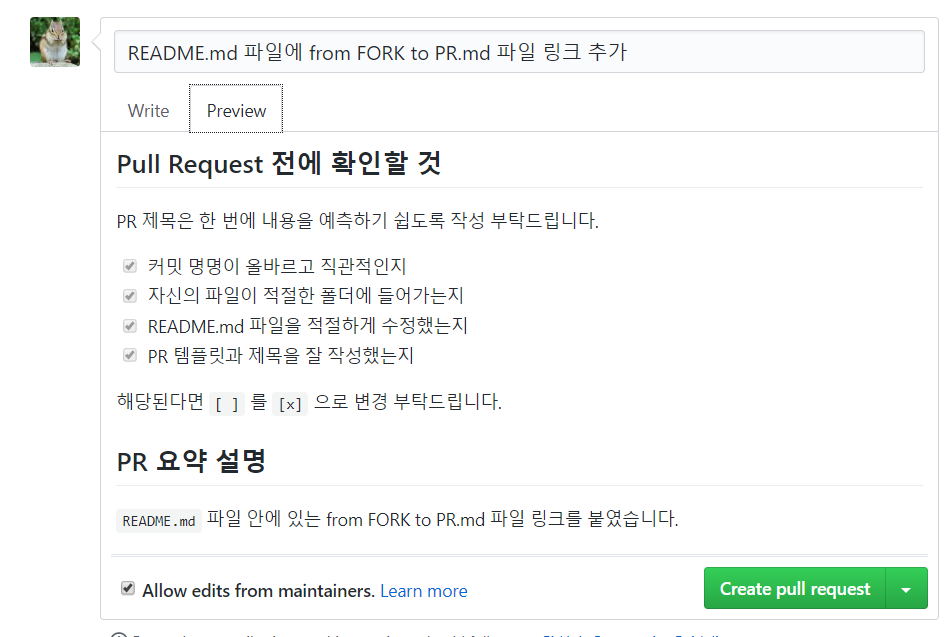 README.md 파일에 from FORK to PR.md 파일 링크 추가
Write Preview
Pull Request 전에 확인할 것
PR 제목은 한 번에 내용을 예측하기 쉽도록 작성 부탁드립니다.
커밋 명명이 올바르고 직관적인지
자신의 파일이 적절한 폴더에 들어가는지
README.md 파일을 적절하게 수정했는지
PR 템플릿과 제목을 잘 작성했는지
해당된다면 [ ] 를 [x] 으로 변경 부탁드립니다.
PR 요약 설명
README.md 파일 안에 있는 from FORK to PR.md 파일 링크를 붙였습니다.
Allow edits from maintainers. Learn more Create pull request